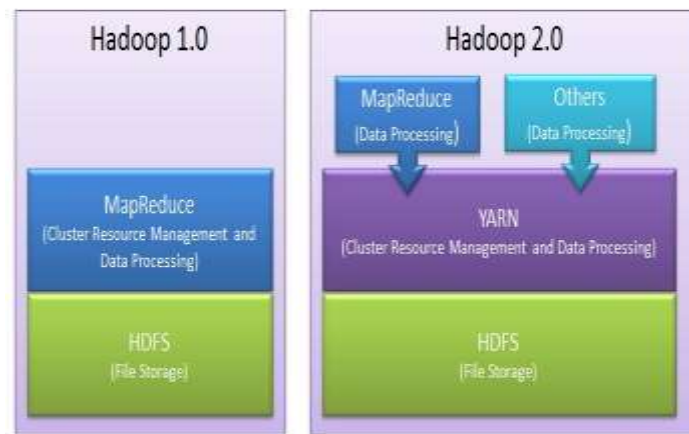 Hadoop 1.0
MapReduce
(Cluster Resource Management and
Data Processing)
HDFS
(File Storage)
Hadoop 2.0
MapReduce
(Data Processing)
Others
(Data Processing)
YARN
(Cluster Resource Management and Data Processing)
HDFS
(File Storage)